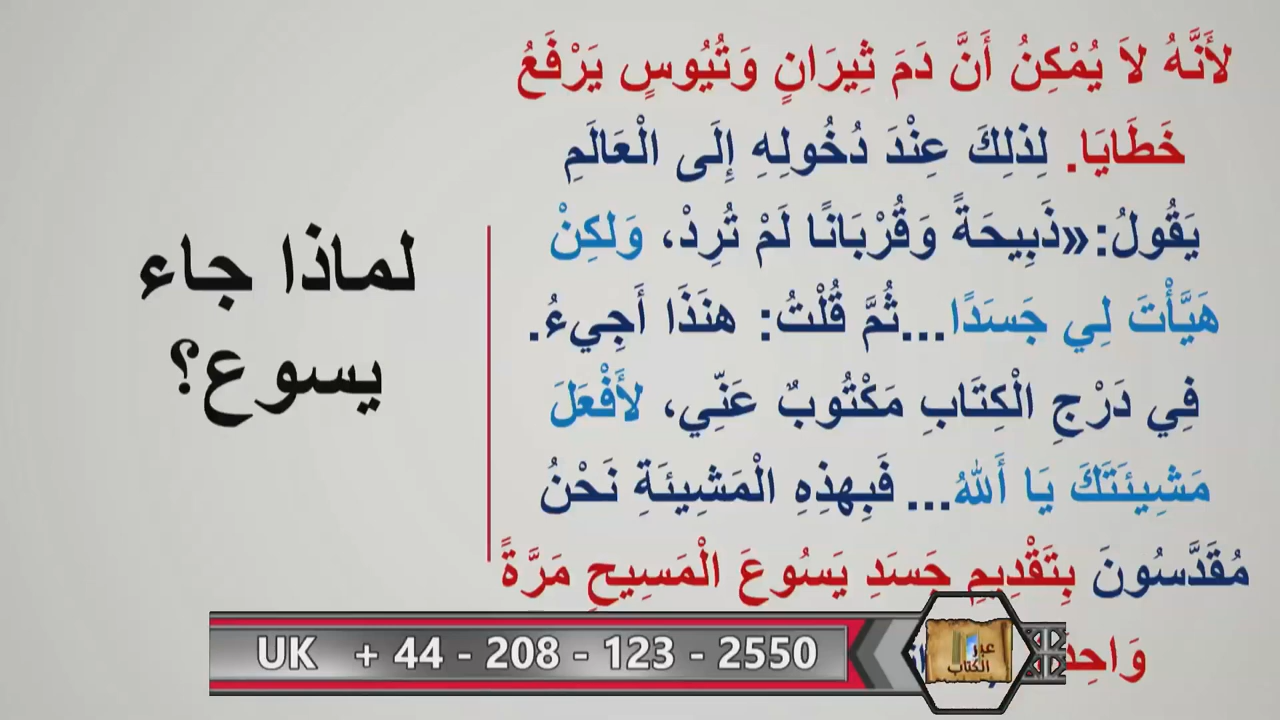 لأَنَّهُ لاَ يُمْكِنُ أَنَّ دَمَ ثِيرَانٍ وَتُيُوسٍ يَرْفَعُ
خَطَايَا. لِذلِكَ عِنْدَ دُخُولِهِ إِلَى الْعَالَمِ
يَقُولُ:«ذَبِيحَةً وَقُرْبَانًا لَمْ تُرِدْ، وَلكِنْ
هَيَّأْتَ لِي جَسَدًا...ثُمَّ قُلْتُ: هنَذَا أَجِيءُ.
فِي دَرْجِ الْكِتَابِ مَكْتُوبٌ عَنِّي، لأَفْعَلَ
مَشِيئَتَكَ يَا أَللهُ... فَبِهذِهِ الْمَشِيئَةِ نَحْنُ
مُقَدَّسُونَ بِتَقْدِيمِ جَسَدِ يَسُوعَ الْمَسِيحِ مَرَّةً
لماذا جاء
يسوع؟
UK + 44 - 208 - 123 - 2550
عبر
الكتاب